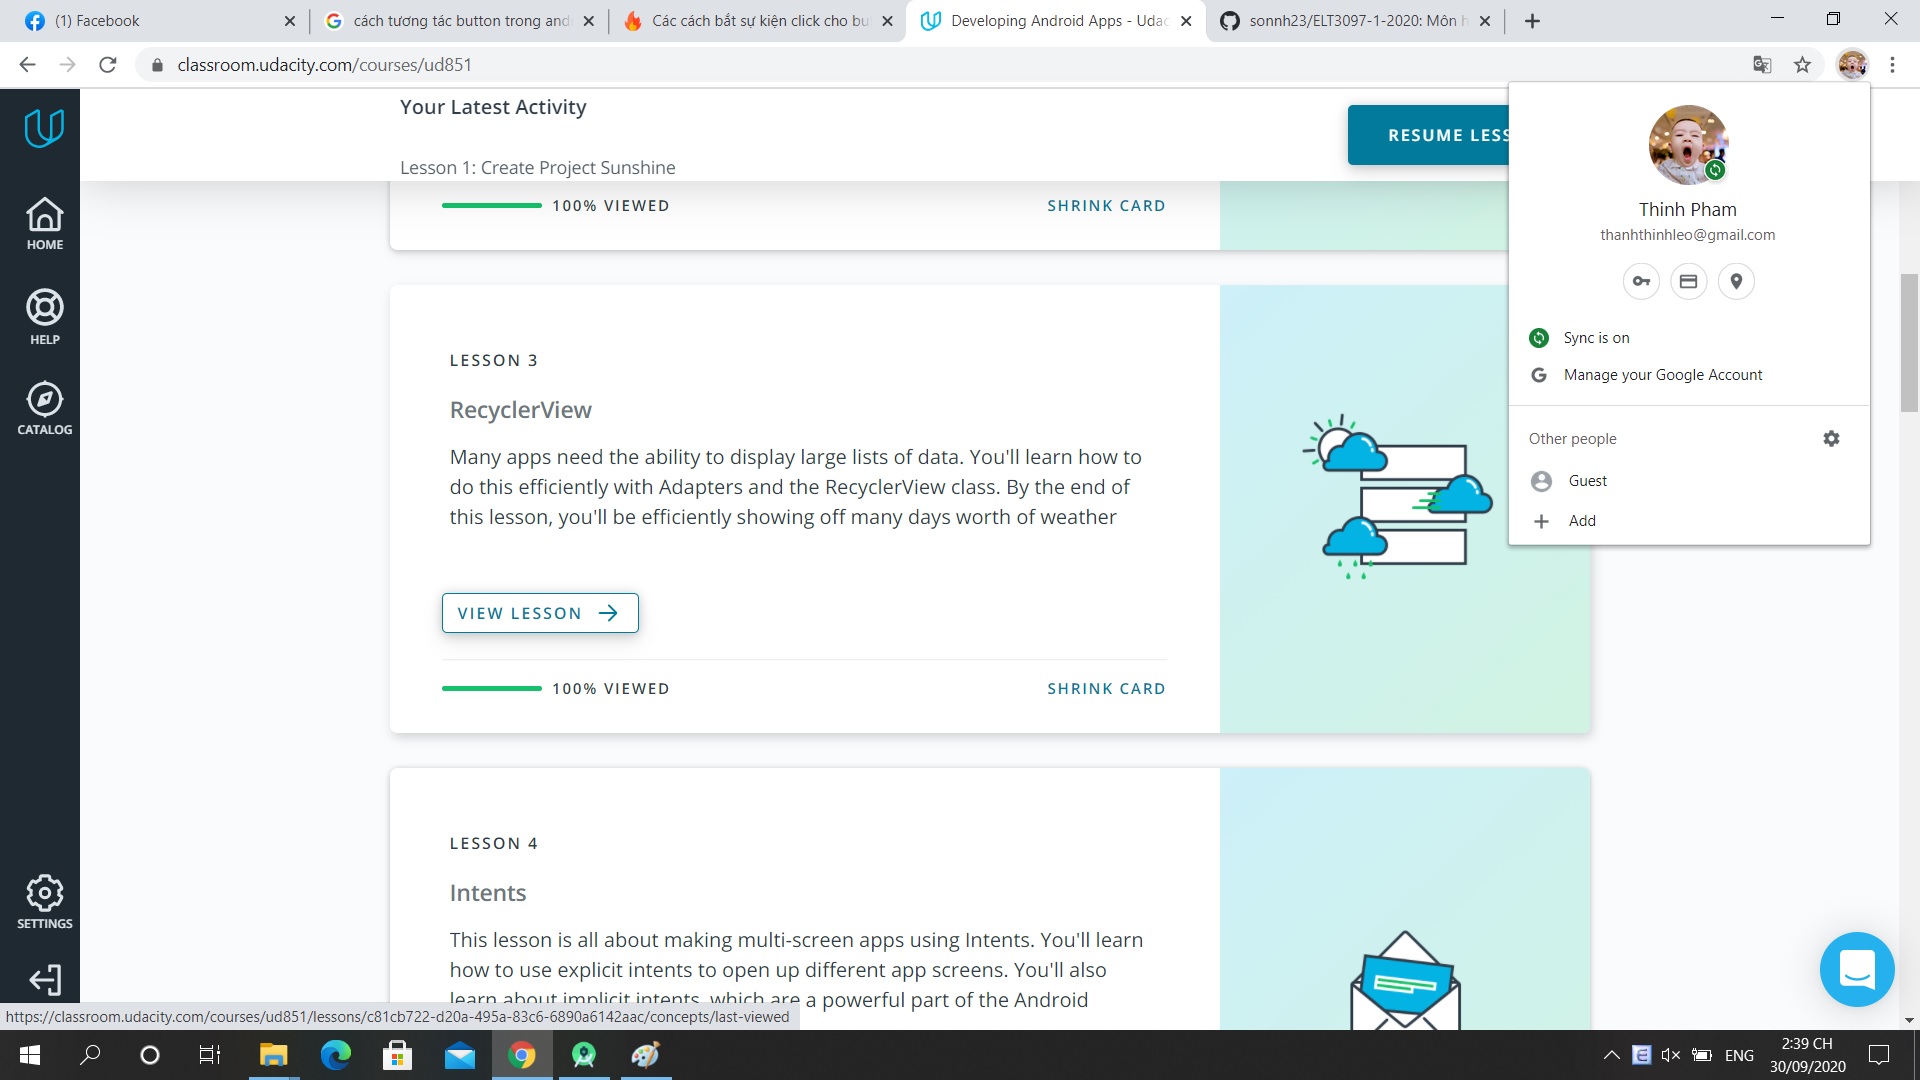 (1) Facebook
cách tương tác button trong and
Các cách bắt sự kiện click cho bu
Developing Android Apps - Udac
sonnh23/ELT3097-1-2020: Môn h
classroom.udacity.com/courses/ud851
Your Latest Activity
Lesson 1: Create Project Sunshine
RESUME LESS
HOME
HELP
CATALOG
SETTINGS
100% VIEWED
SHRINK CARD
LESSON 3
RecyclerView
Many apps need the ability to display large lists of data. You'll learn how to
do this efficiently with Adapters and the RecyclerView class. By the end of
this lesson, you'll be efficiently showing off many days worth of weather
VIEW LESSON
100% VIEWED
SHRINK CARD
LESSON 4
Intents
This lesson is all about making multi-screen apps using Intents. You'll learn
how to use explicit intents to open up different app screens. You'll also
learn about implicit intents, which are a powerful part of the Android
Thinh Pham
thanhthinhleo@gmail.com
Sync is on
Manage your Google Account
Other people
Guest
Add
https://classroom.udacity.com/courses/ud851/lessons/c81cb722-d20a-495a-83c6-6890a6142aac/concepts/last-viewed
ENG
2:39 CH
30/09/2020